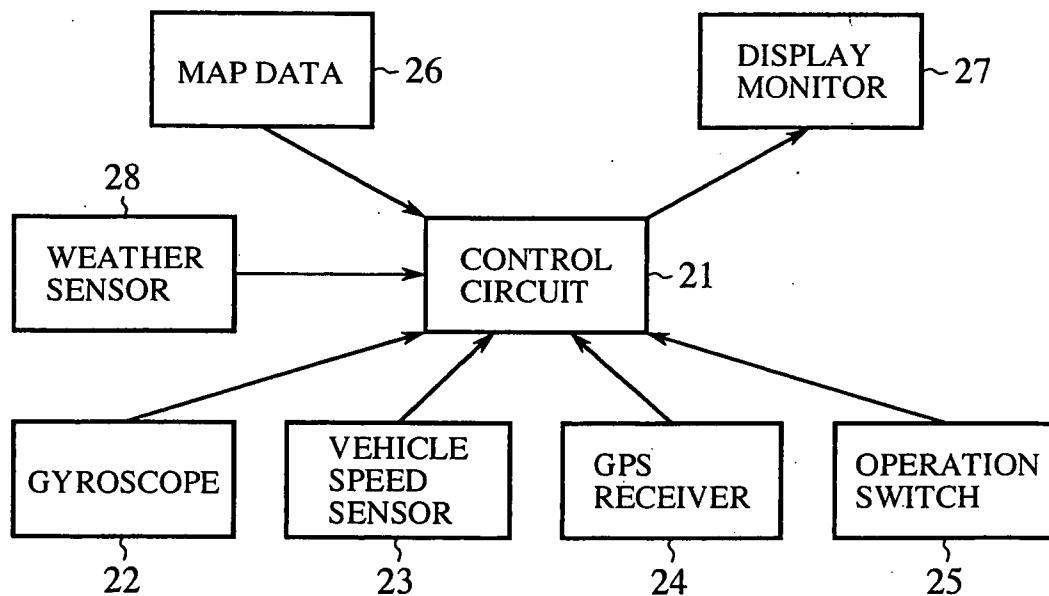 MAP DATA
26
DISPLAY
MONITOR
27
28
WEATHER
SENSOR
CONTROL
CIRCUIT
21
GYROSCOPE
VEHICLE
SPEED
SENSOR
GPS
RECEIVER
OPERATION
SWITCH
22
23
24
25